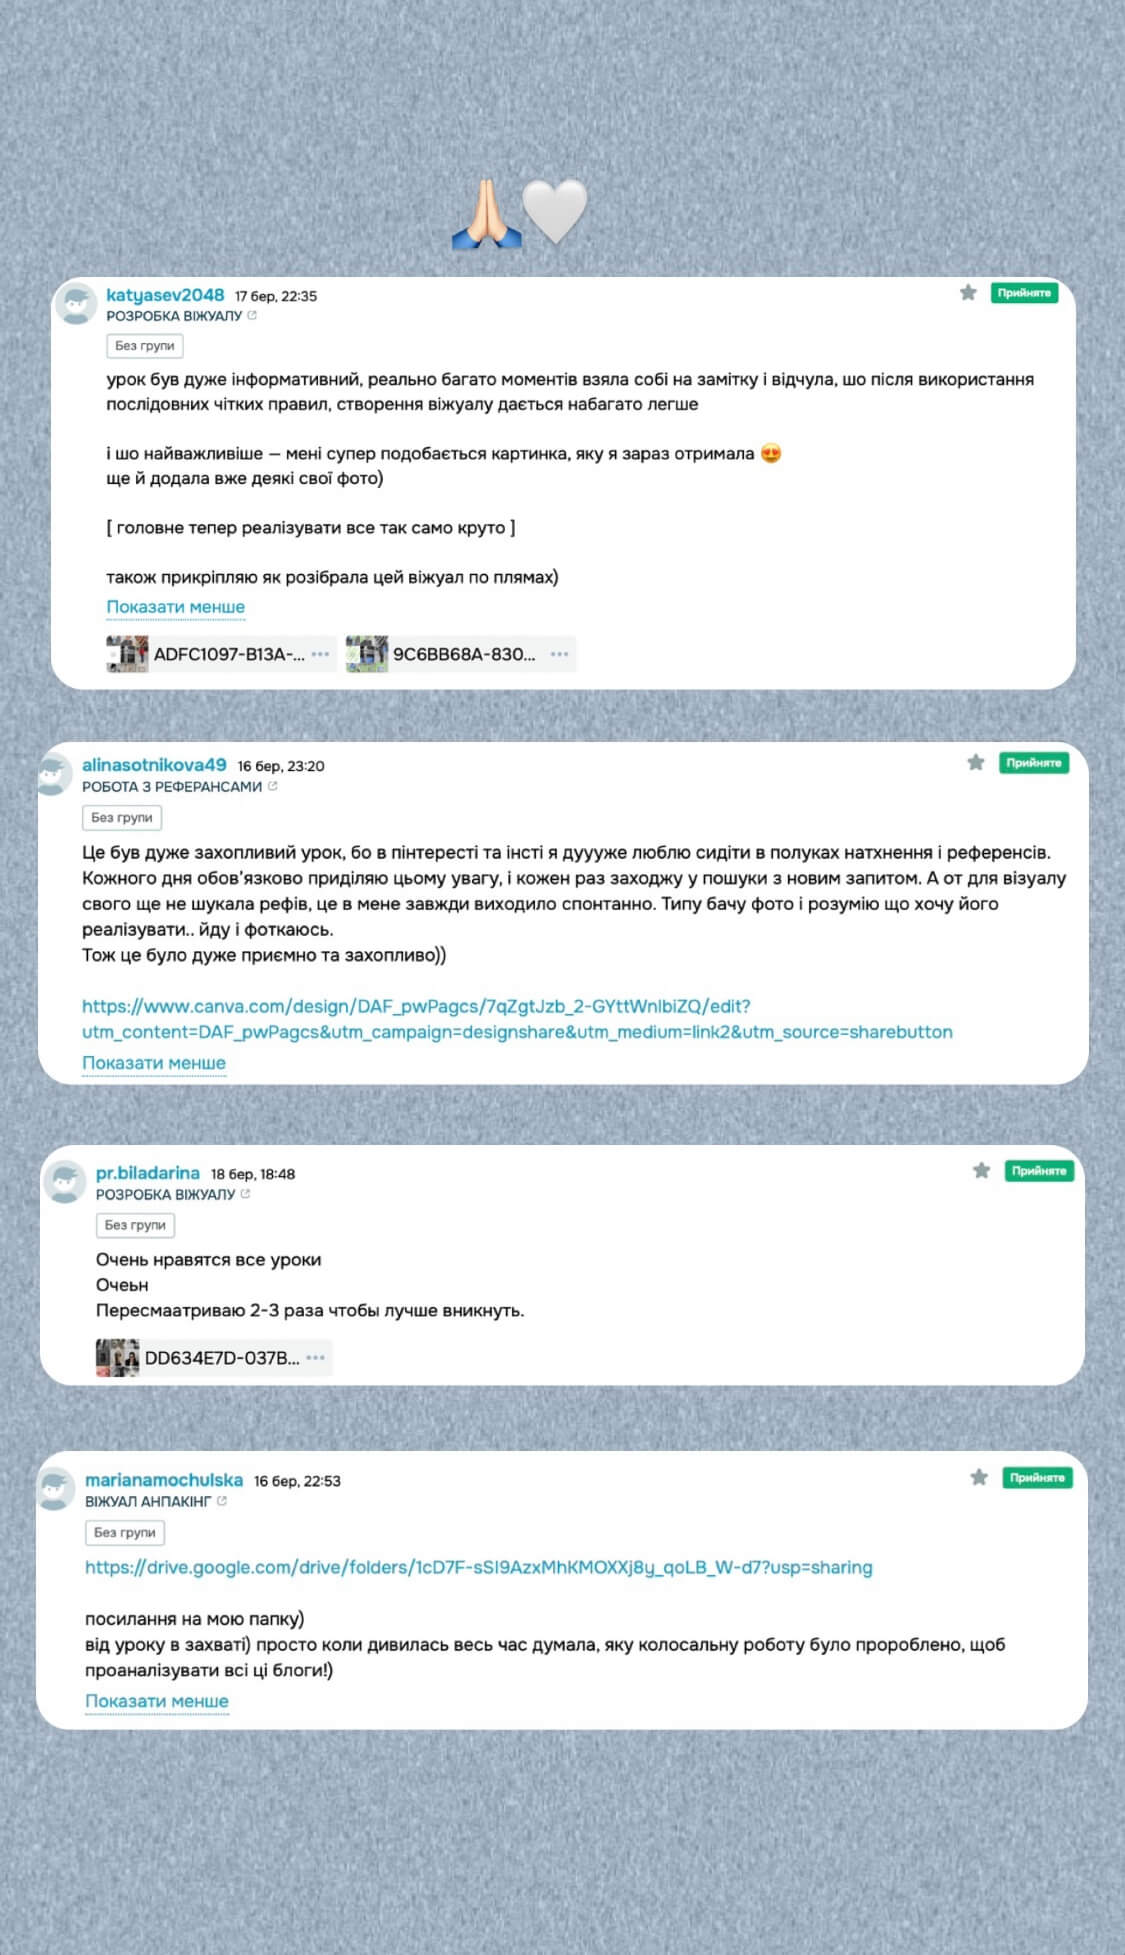 🙏🏻🤍
katyasev2048 17 бер, 22:35
Прийняте
РОЗРОБКА ВІЖУАЛУ
Без групи
урок був дуже інформативний, реально багато моментів взяла собі на замітку і відчула, шо після використання
послідовних чітких правил, створення віжуалу дається набагато легше
і шо найважливіше — мені супер подобається картинка, яку я зараз отримала 😍
ще й додала вже деякі свої фото)
[ головне тепер реалізувати все так само круто ]
також прикріпляю як розібрала цей віжуал по плямах)
Показати менше
ADFC1097-B13A-... ••• 9C6BB68A-830... •••
alinasotnikova49 16 бер, 23:20
Прийняте
РОБОТА З РЕФЕРАНСАМИ
Без групи
Це був дуже захопливий урок, бо в пінтересті та інсті я дуууже люблю сидіти в полуках натхнення і референсів.
Кожного дня обов’язково приділяю цьому увагу, і кожен раз заходжу у пошуки з новим запитом. А от для візуалу
свого ще не шукала рефів, це в мене завжди виходило спонтанно. Типу бачу фото і розумію що хочу його
реалізувати.. йду і фоткаюсь.
Тож це було дуже приємно та захопливо))
https://www.canva.com/design/DAF_pwPagcs/7qZgtJzb_2-GYttWnlbiZQ/edit?
utm_content=DAF_pwPagcs&utm_campaign=designshare&utm_medium=link2&utm_source=sharebutton
Показати менше
pr.biladarina 18 бер, 18:48
Прийняте
РОЗРОБКА ВІЖУАЛУ
Без групи
Очень нравятся все уроки
Очеьн
Пересмаатриваю 2-3 раза чтобы лучше вникнуть.
DD634E7D-037B... •••
marianamochulska 16 бер, 22:53
Прийняте
ВІЖУАЛ АНПАКІНГ
Без групи
https://drive.google.com/drive/folders/1cD7F-sSI9AzxMhKMOXXj8y_qoLB_W-d7?usp=sharing
посилання на мою папку)
від уроку в захваті) просто коли дивилась весь час думала, яку колосальну роботу було пророблено, щоб
проаналізувати всі ці блоги!)
Показати менше